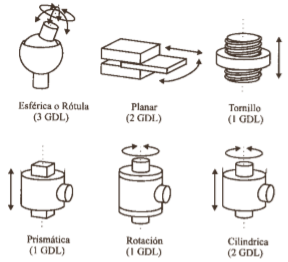 Esférica o Rótula
(3 GDL)
Planar
(2 GDL)
Tornillo
(1 GDL)
Prismática
(1 GDL)
Rotación
(1 GDL)
Cilíndrica
(2 GDL)